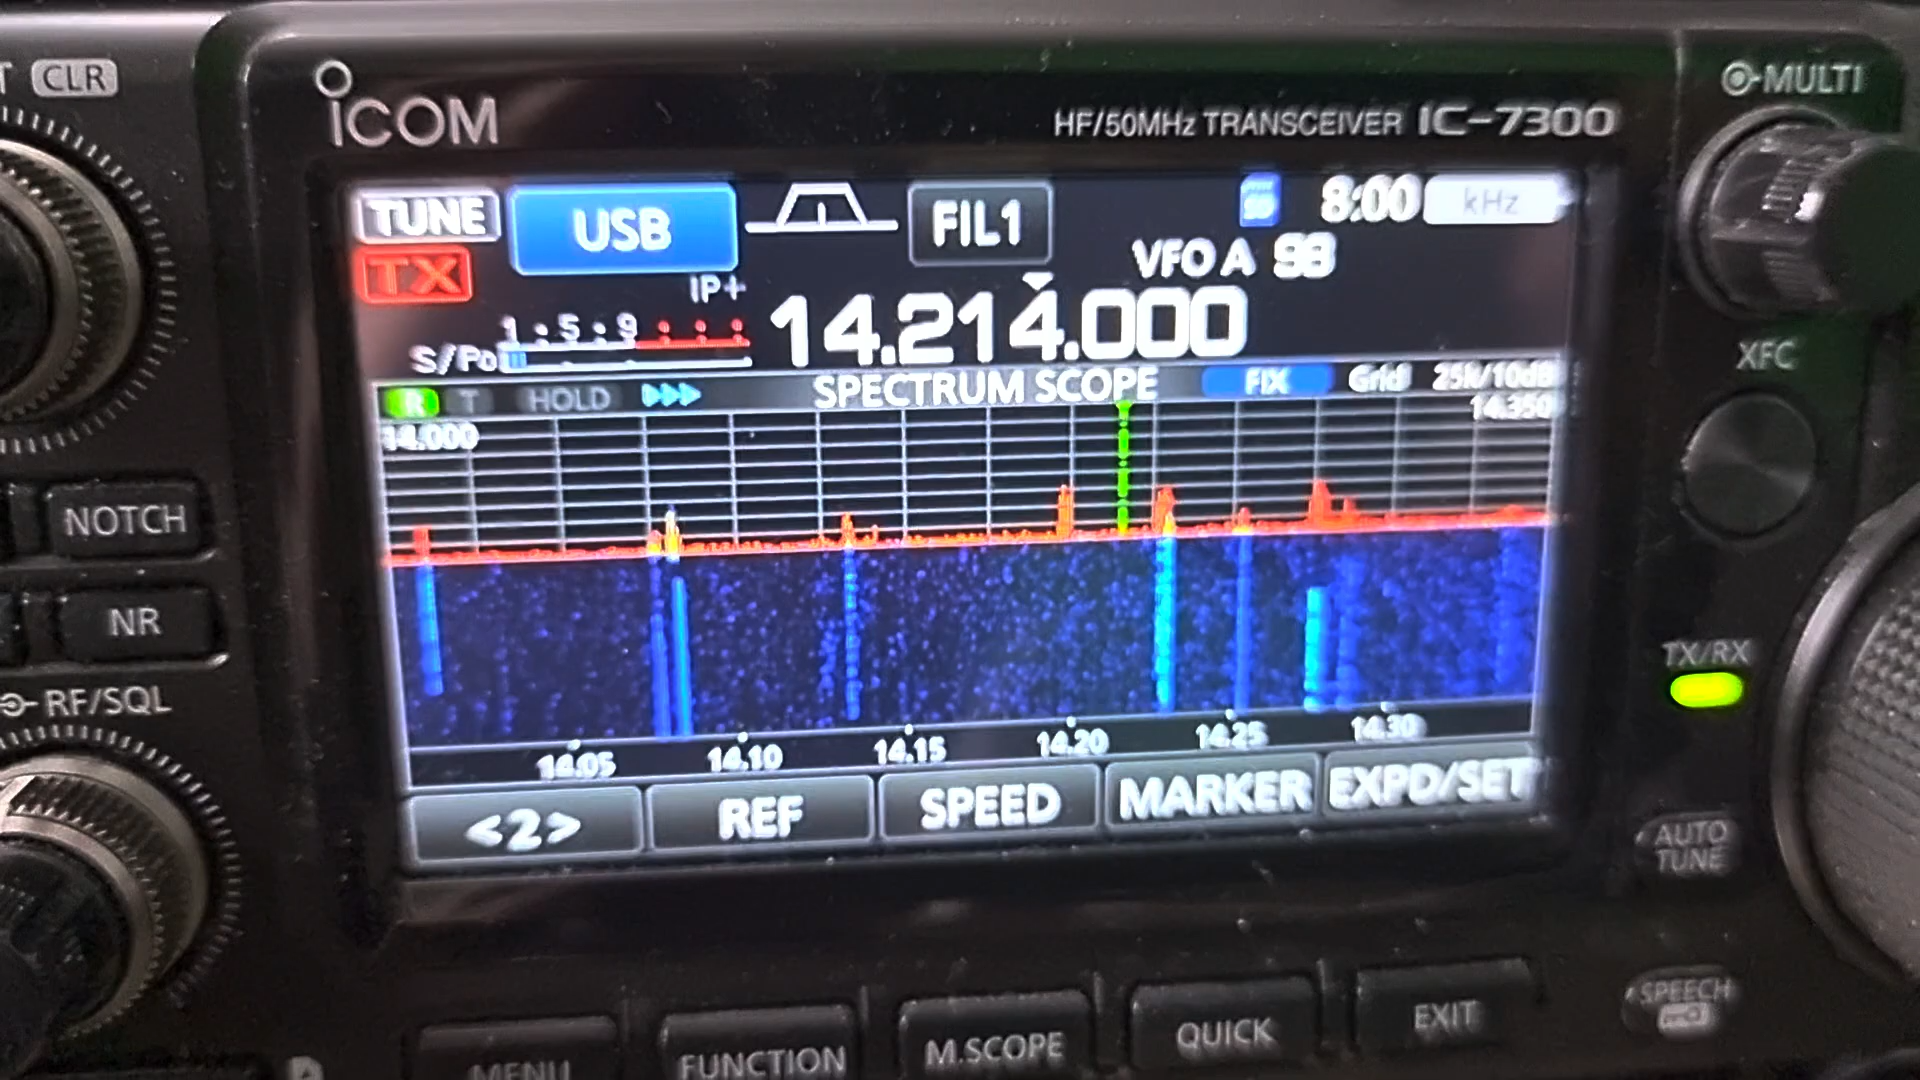 T CLR
ICOM
HF/50MHz TRANSCEIVER IC-7300
MULTI
TUNE USB FIL1 8:00 kHz
TX VFO A 98
IP+
14.214.000
1 5 9
S/Po
R T HOLD SPECTRUM SCOPE FIX Grid 25k/10dB
14.000 14.350
XFC
NOTCH
NR
RF/SQL
TX/RX
14.05 14.10 14.15 14.20 14.25 14.30
<2> REF SPEED MARKER EXPD/SET
AUTO
TUNE
SPEECH
MENU FUNCTION M.SCOPE QUICK EXIT